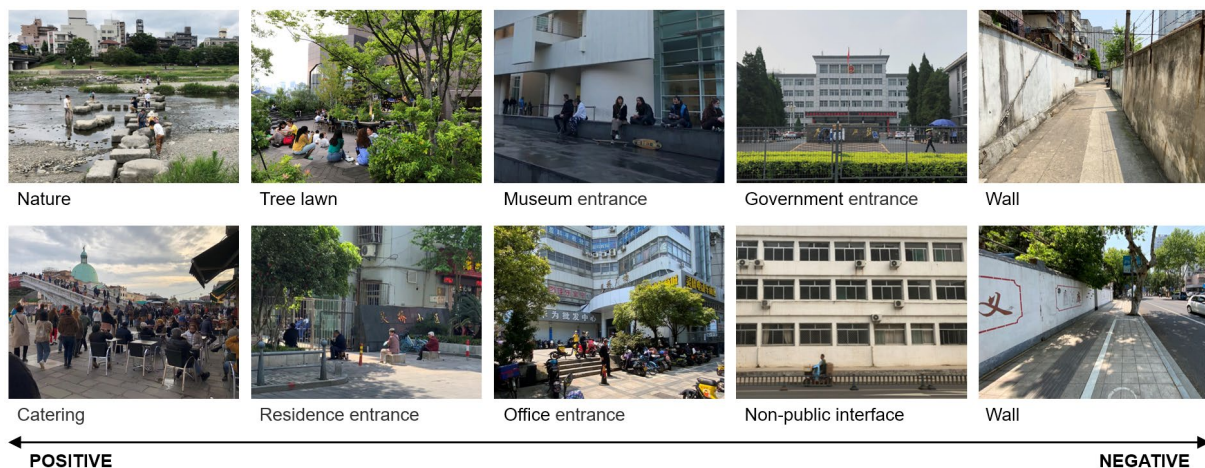 Nature
Tree lawn
Museum entrance
Government entrance
Wall
Catering
Residence entrance
Office entrance
Non-public interface
Wall
POSITIVE
NEGATIVE